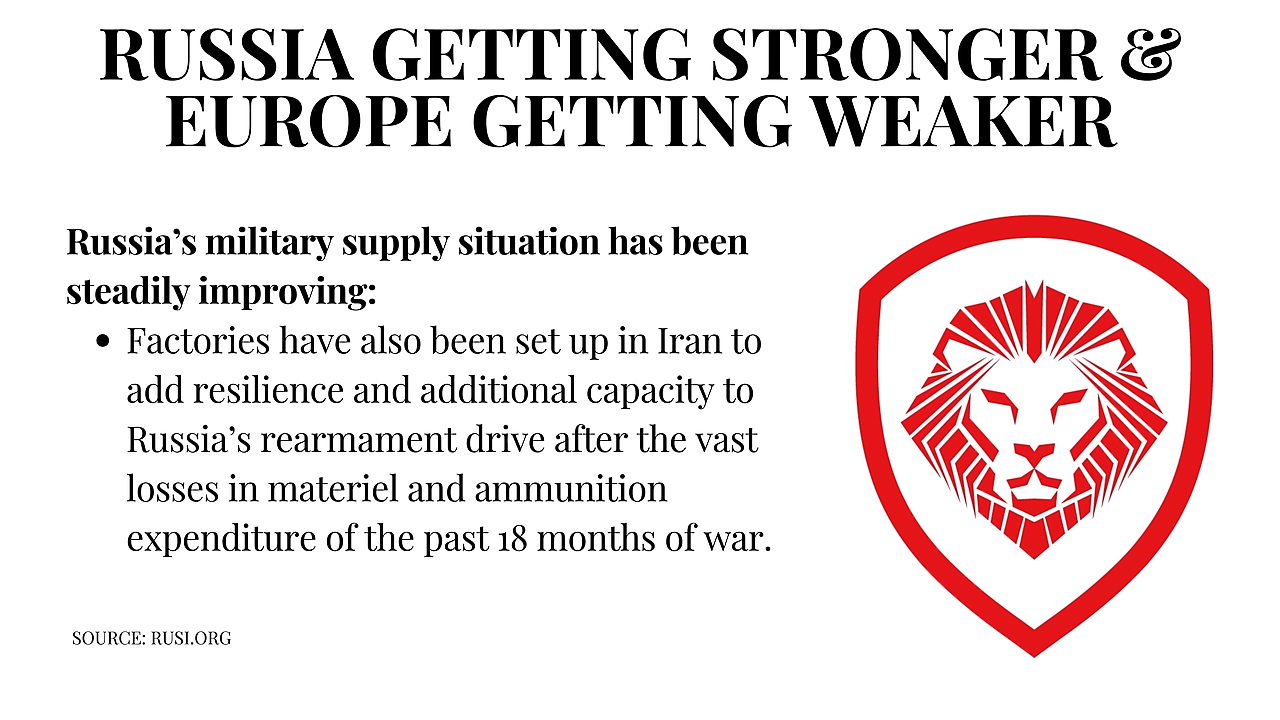 RUSSIA GETTING STRONGER &
EUROPE GETTING WEAKER
Russia’s military supply situation has been
steadily improving:
• Factories have also been set up in Iran to
add resilience and additional capacity to
Russia’s rearmament drive after the vast
losses in materiel and ammunition
expenditure of the past 18 months of war.
SOURCE: RUSI.ORG